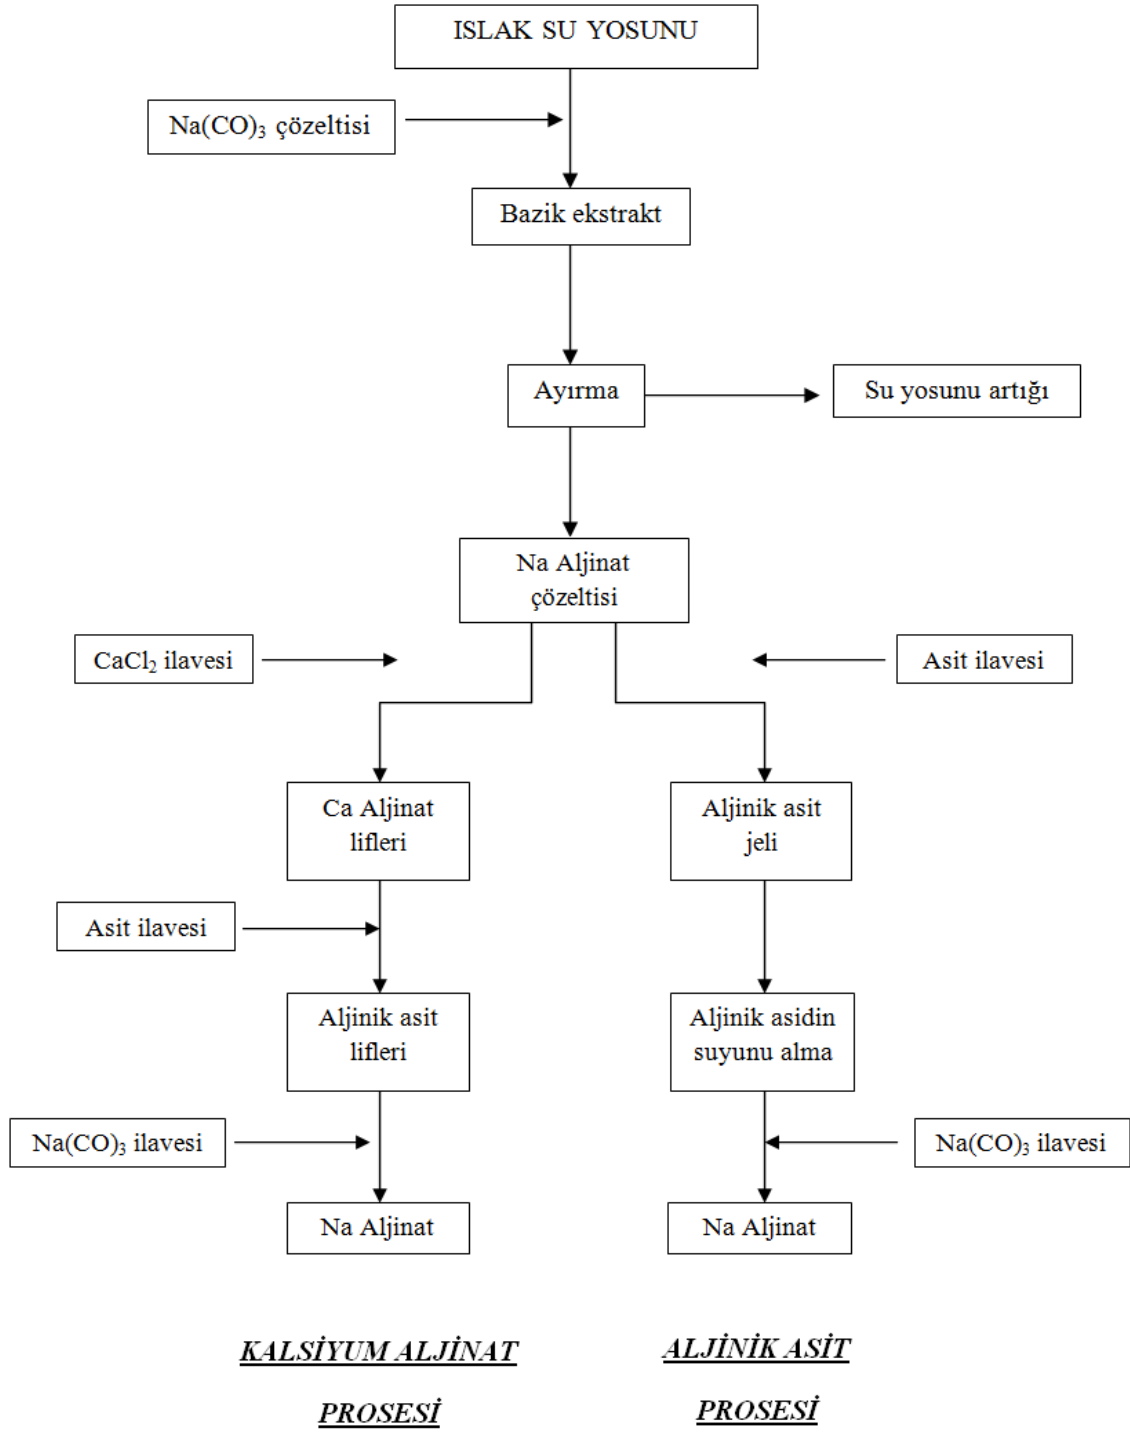 ISLAK SU YOSUNU
Na(CO)₃ çözeltisi
Bazik ekstrakt
Ayırma
Su yosunu artığı
Na Aljinat
çözeltisi
CaCl₂ ilavesi
Asit ilavesi
Ca Aljinat
lifleri
Aljinik asit
jeli
Asit ilavesi
Aljinik asit
lifleri
Aljinik asidin
suyunu alma
Na(CO)₃ ilavesi
Na(CO)₃ ilavesi
Na Aljinat
Na Aljinat
KALSİYUM ALJİNAT
PROSESİ
ALJİNİK ASİT
PROSESİ